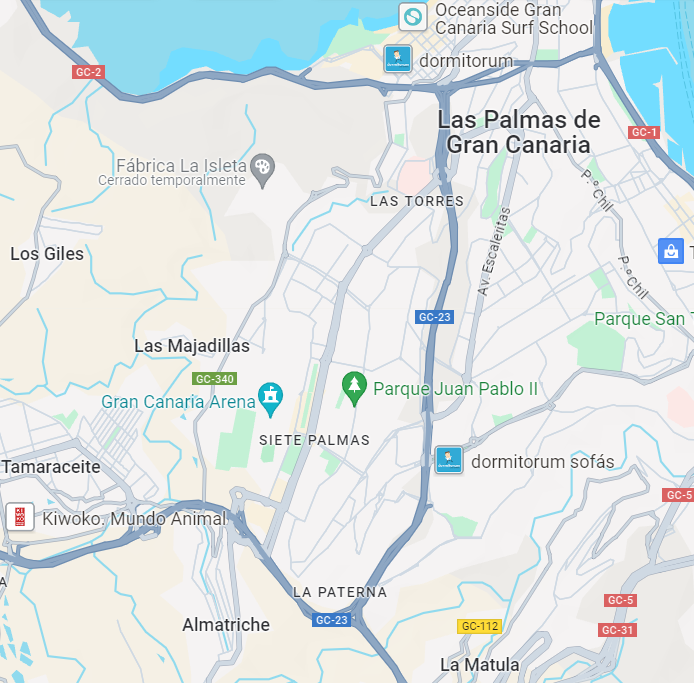 Oceanside Gran
Canaria Surf School
dormitorum
GC-2
Las Palmas de
Gran Canaria
GC-1
Fábrica La Isleta
Cerrado temporalmente
P.º Chil
LAS TORRES
Av. Escaleritas
Los Giles
T
P.º Chil
GC-23
Parque San T
Las Majadillas
GC-340
Parque Juan Pablo II
Gran Canaria Arena
SIETE PALMAS
dormitorum sofás
Tamaraceite
GC-5
Kiwoko. Mundo Animal
A
LA PATERNA
GC-5
GC-23
GC-112
GC-31
Almatriche
La Matula